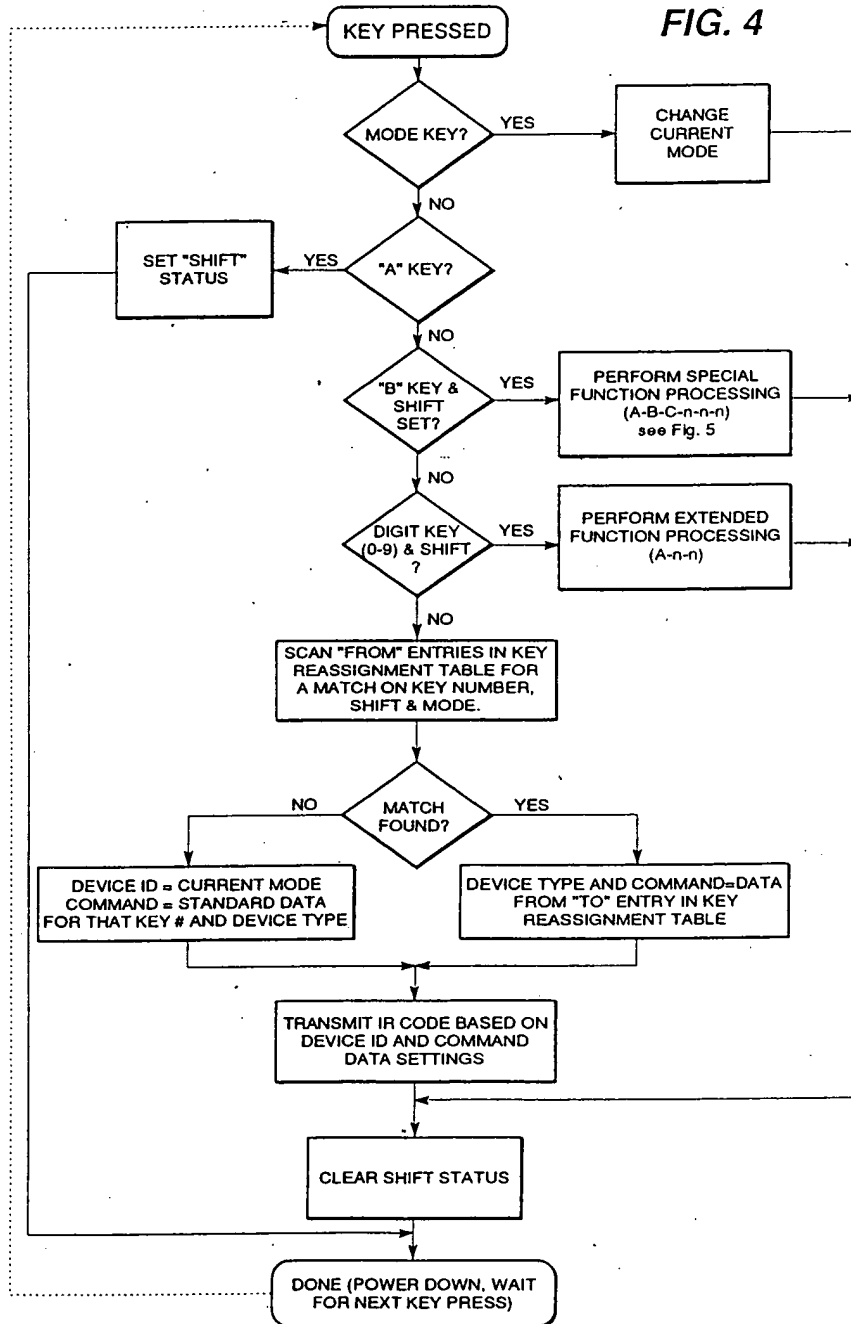 FIG. 4
KEY PRESSED
MODE KEY?
YES
CHANGE
CURRENT
MODE
NO
SET "SHIFT"
STATUS
YES
"A" KEY?
NO
"B" KEY &
SHIFT
SET?
YES
PERFORM SPECIAL
FUNCTION PROCESSING
(A-B-C-n-n-n)
see Fig. 5
NO
DIGIT KEY
(0-9) & SHIFT
?
YES
PERFORM EXTENDED
FUNCTION PROCESSING
(A-n-n)
NO
SCAN "FROM" ENTRIES IN KEY
REASSIGNMENT TABLE FOR
A MATCH ON KEY NUMBER,
SHIFT & MODE.
NO
MATCH
FOUND?
YES
DEVICE ID = CURRENT MODE
COMMAND = STANDARD DATA
FOR THAT KEY # AND DEVICE TYPE
DEVICE TYPE AND COMMAND=DATA
FROM "TO" ENTRY IN KEY
REASSIGNMENT TABLE
TRANSMIT IR CODE BASED ON
DEVICE ID AND COMMAND
DATA SETTINGS
CLEAR SHIFT STATUS
DONE (POWER DOWN, WAIT
FOR NEXT KEY PRESS)